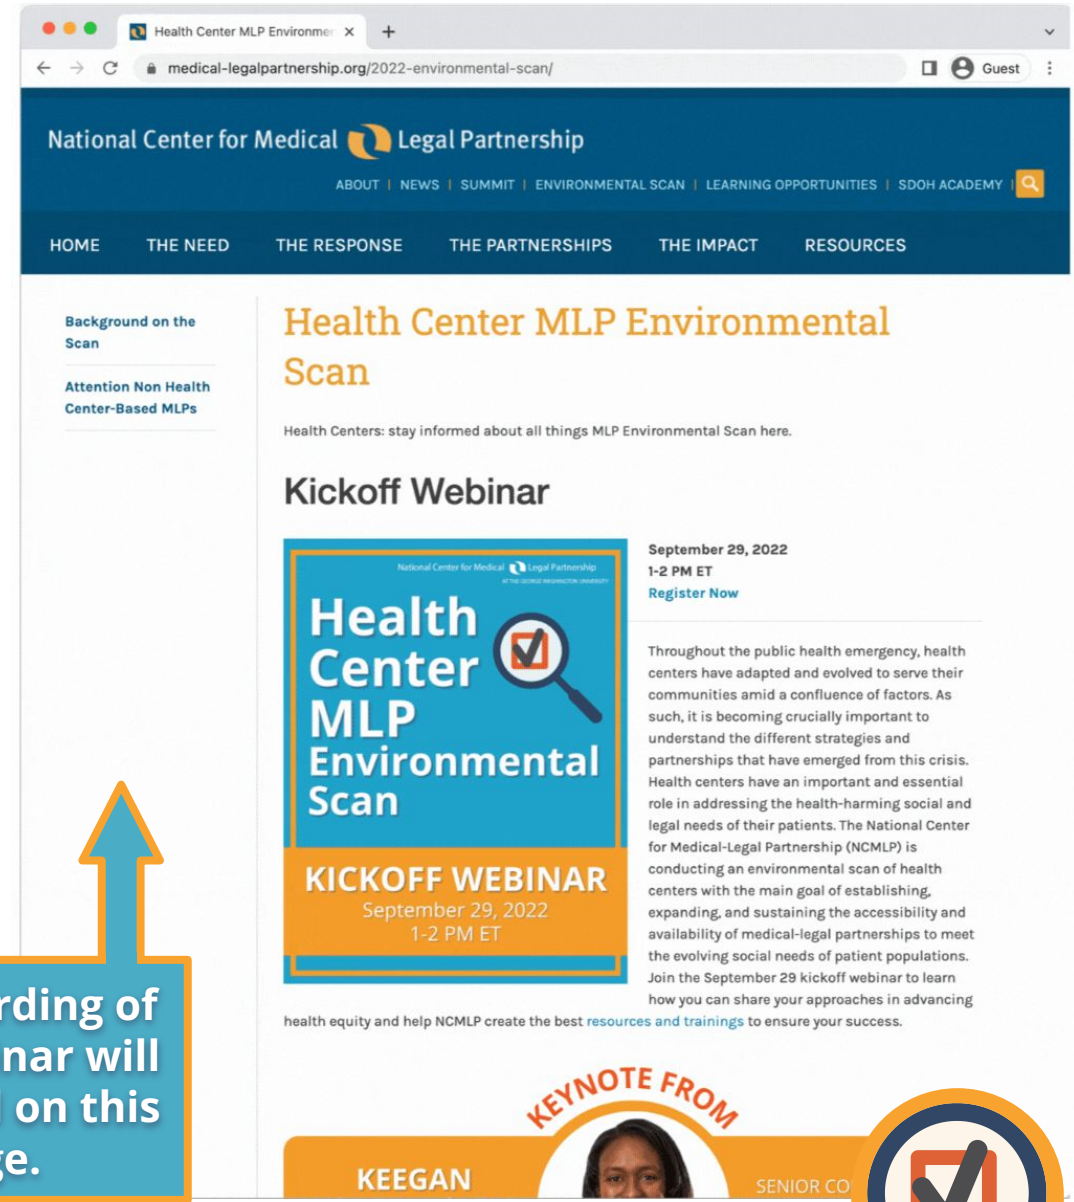 Health Center MLP Environme
medical-legalpartnership.org/2022-environmental-scan/
Guest
National Center for Medical Legal Partnership
ABOUT | NEWS | SUMMIT | ENVIRONMENTAL SCAN | LEARNING OPPORTUNITIES | SDOH ACADEMY |
HOME THE NEED THE RESPONSE THE PARTNERSHIPS THE IMPACT RESOURCES
Background on the
Scan
Attention Non Health
Center-Based MLPs
Health Center MLP Environmental
Scan
Health Centers: stay informed about all things MLP Environmental Scan here.
Kickoff Webinar
National Center for Medical Legal Partnership
AT THE GEORGE WASHINGTON UNIVERSITY
Health
Center
MLP
Environmental
Scan
KICKOFF WEBINAR
September 29, 2022
1-2 PM ET
September 29, 2022
1-2 PM ET
Register Now
Throughout the public health emergency, health
centers have adapted and evolved to serve their
communities amid a confluence of factors. As
such, it is becoming crucially important to
understand the different strategies and
partnerships that have emerged from this crisis.
Health centers have an important and essential
role in addressing the health-harming social and
legal needs of their patients. The National Center
for Medical-Legal Partnership (NCMLP) is
conducting an environmental scan of health
centers with the main goal of establishing,
expanding, and sustaining the accessibility and
availability of medical-legal partnerships to meet
the evolving social needs of patient populations.
Join the September 29 kickoff webinar to learn
how you can share your approaches in advancing
health equity and help NCMLP create the best resources and trainings to ensure your success.
rding of
nar will
on this
ge.
KEYNOTE FROM
KEEGAN
SENIOR CO